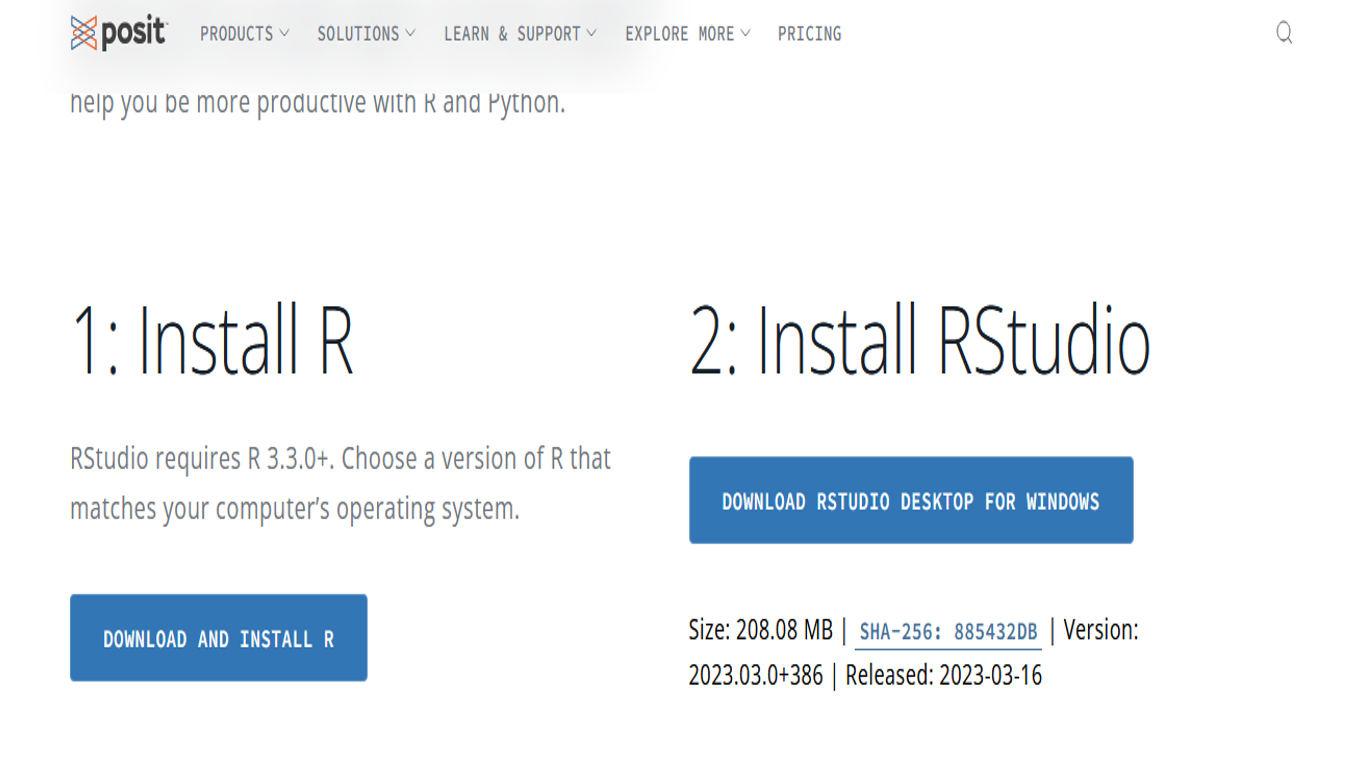 posit™ PRODUCTS SOLUTIONS LEARN & SUPPORT EXPLORE MORE PRICING
help you be more productive with R and Python.
1: Install R
RStudio requires R 3.3.0+. Choose a version of R that
matches your computer’s operating system.
DOWNLOAD AND INSTALL R
2: Install RStudio
DOWNLOAD RSTUDIO DESKTOP FOR WINDOWS
Size: 208.08 MB | SHA-256: 885432DB | Version:
2023.03.0+386 | Released: 2023-03-16